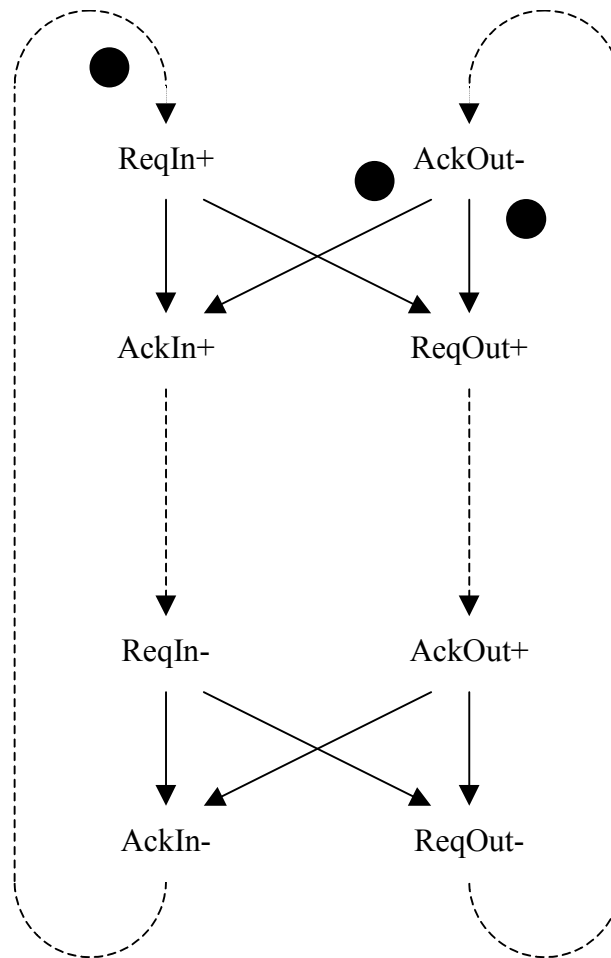 ReqIn+ AckOut-
AckIn+ ReqOut+
ReqIn- AckOut+
AckIn- ReqOut-